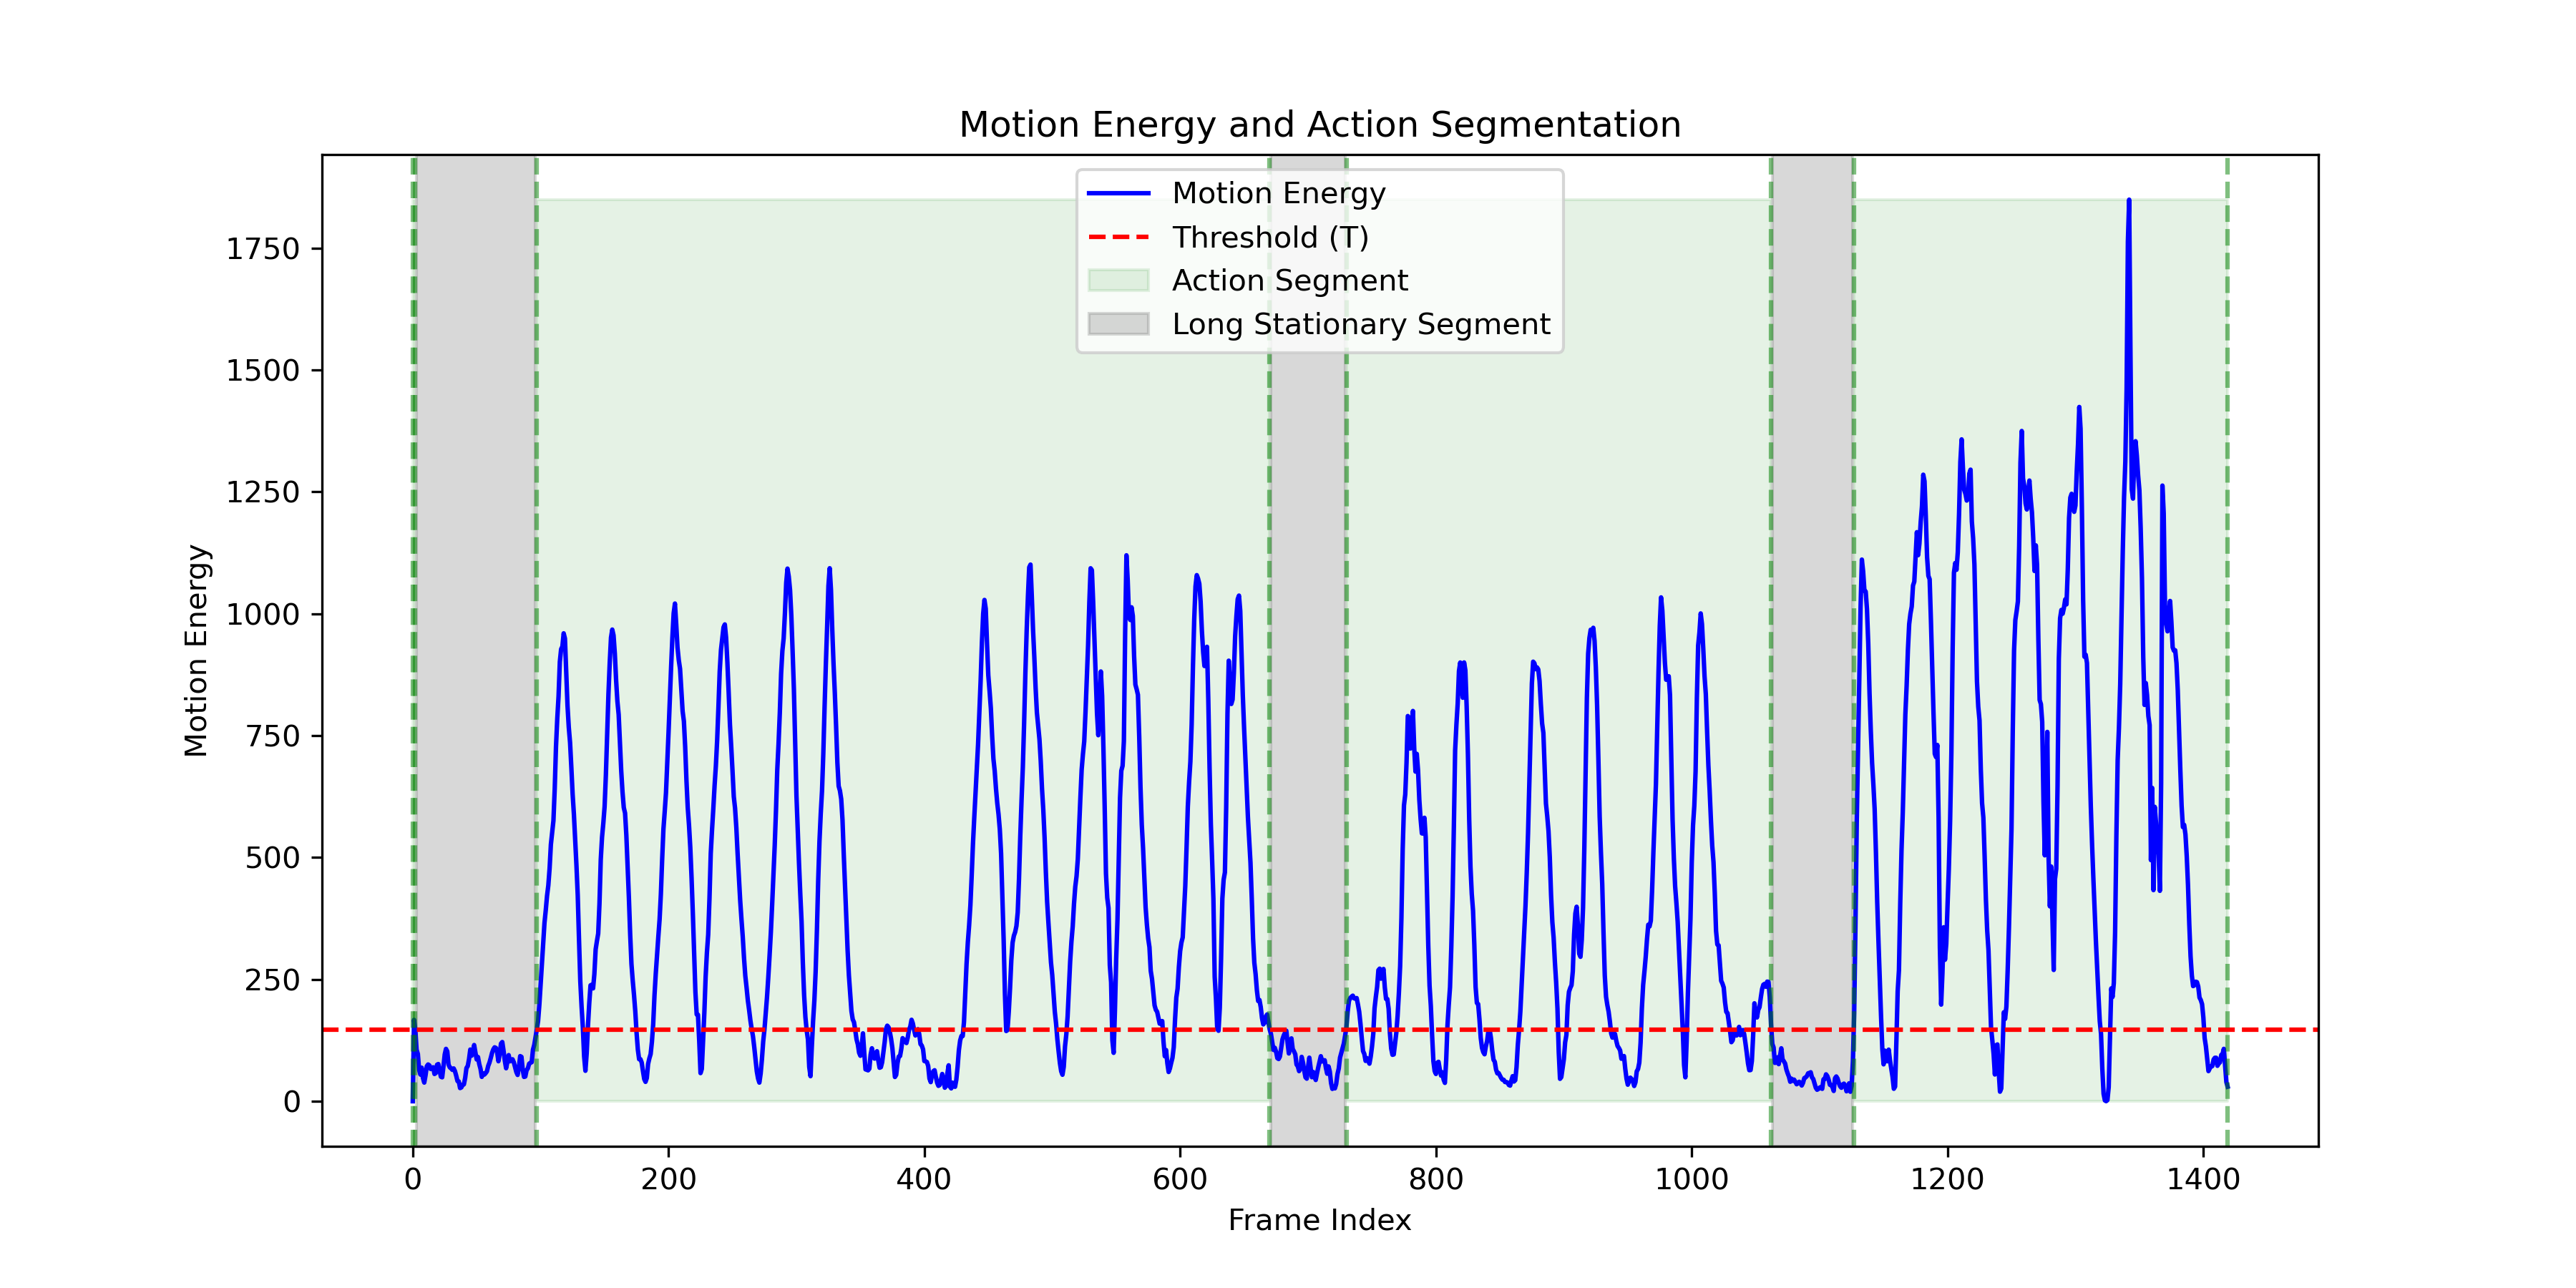 Motion Energy and Action Segmentation
Motion Energy
Threshold (T)
Action Segment
Long Stationary Segment
Motion Energy
1750
1500
1250
1000
750
500
250
0
0 200 400 600 800 1000 1200 1400
Frame Index